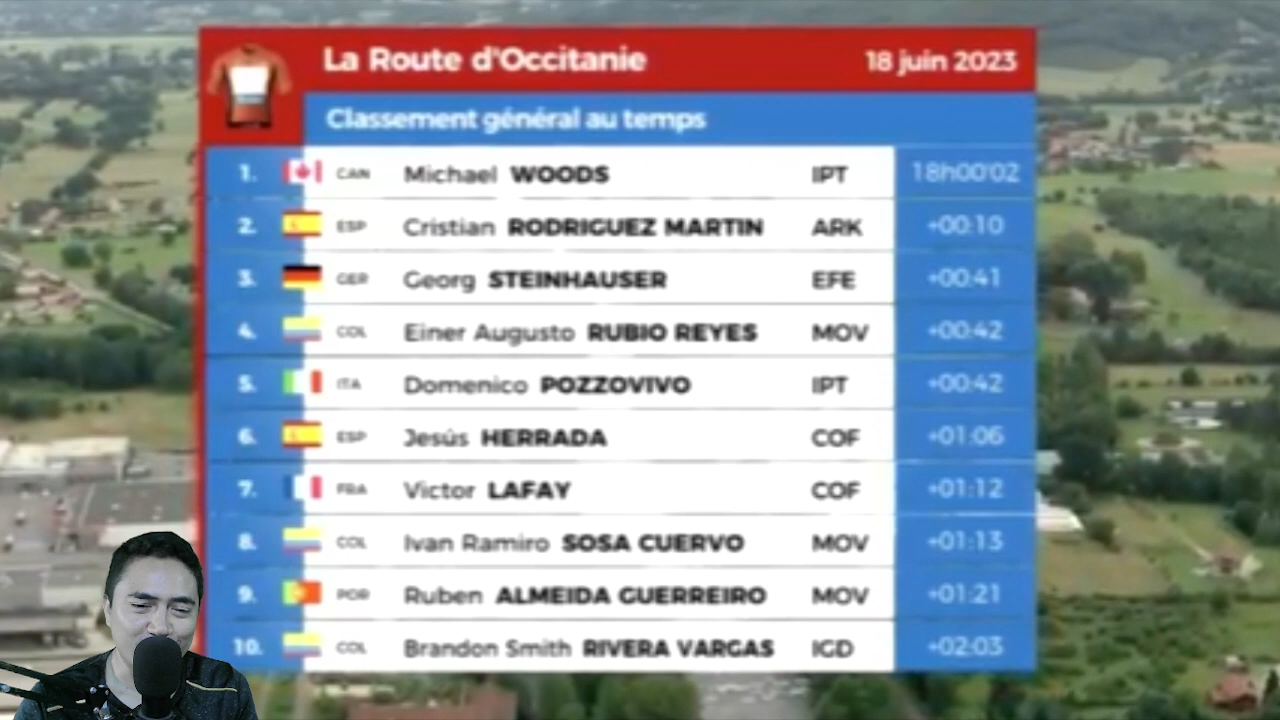 La Route d'Occitanie 18 juin 2023
Classement général au temps
1. CAN Michael WOODS IPT 18h00'02
2. ESP Cristian RODRIGUEZ MARTIN ARK +00:10
3. GER Georg STEINHAUSER EFE +00:41
4. COL Einer Augusto RUBIO REYES MOV +00:42
5. ITA Domenico POZZOVIVO IPT +00:42
6. ESP Jesús HERRADA COF +01:06
7. FRA Victor LAFAY COF +01:12
8. COL Ivan Ramiro SOSA CUERVO MOV +01:13
9. POR Ruben ALMEIDA GUERREIRO MOV +01:21
10. COL Brandon Smith RIVERA VARGAS IGD +02:03